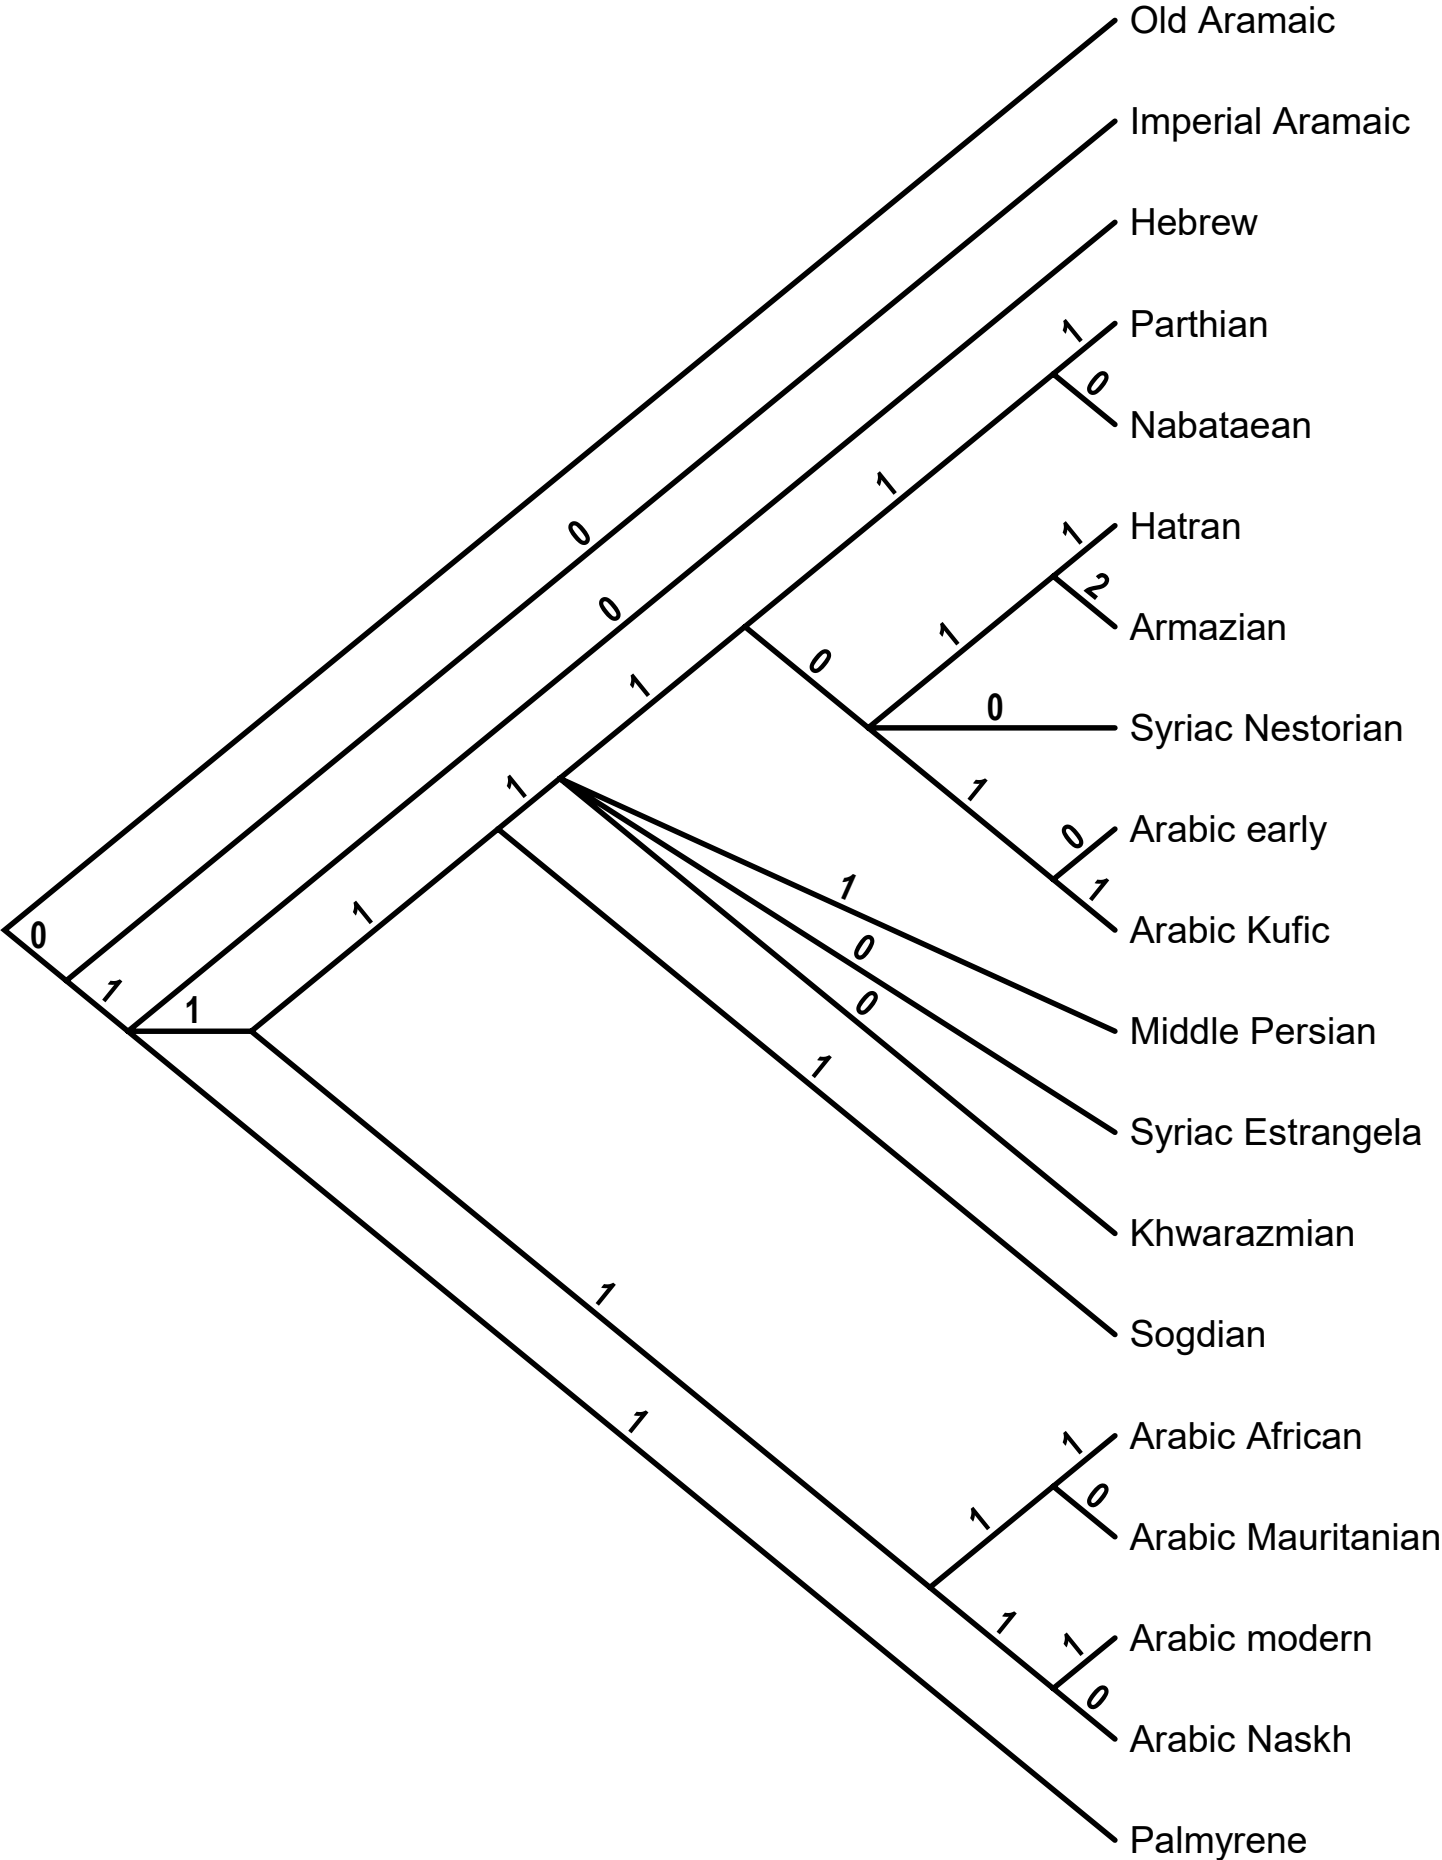 Old Aramaic
Imperial Aramaic
Hebrew
1 Parthian
0
Nabataean
1
1 Hatran
0
2
Armazian
0
1
0
1
0 Syriac Nestorian
1
1
0 Arabic early
1
1
Arabic Kufic
0
1
0
1
1
0
Middle Persian
1
Syriac Estrangela
Khwarazmian
1
Sogdian
1
1 Arabic African
0
1
Arabic Mauritanian
1
1 Arabic modern
0
Arabic Naskh
Palmyrene